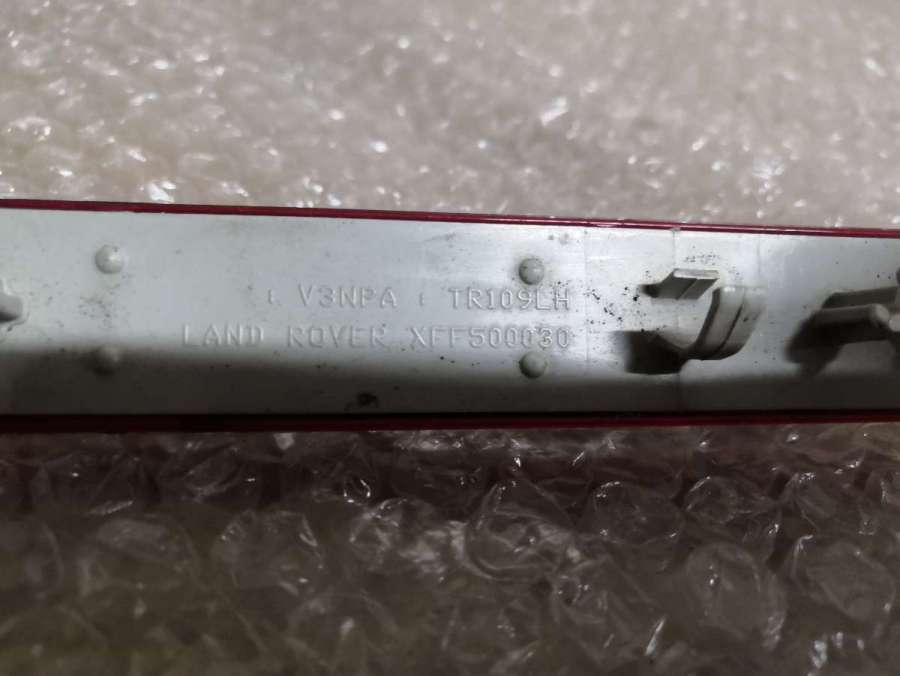 V3NPA TR109LH
LAND ROVER XFF500030